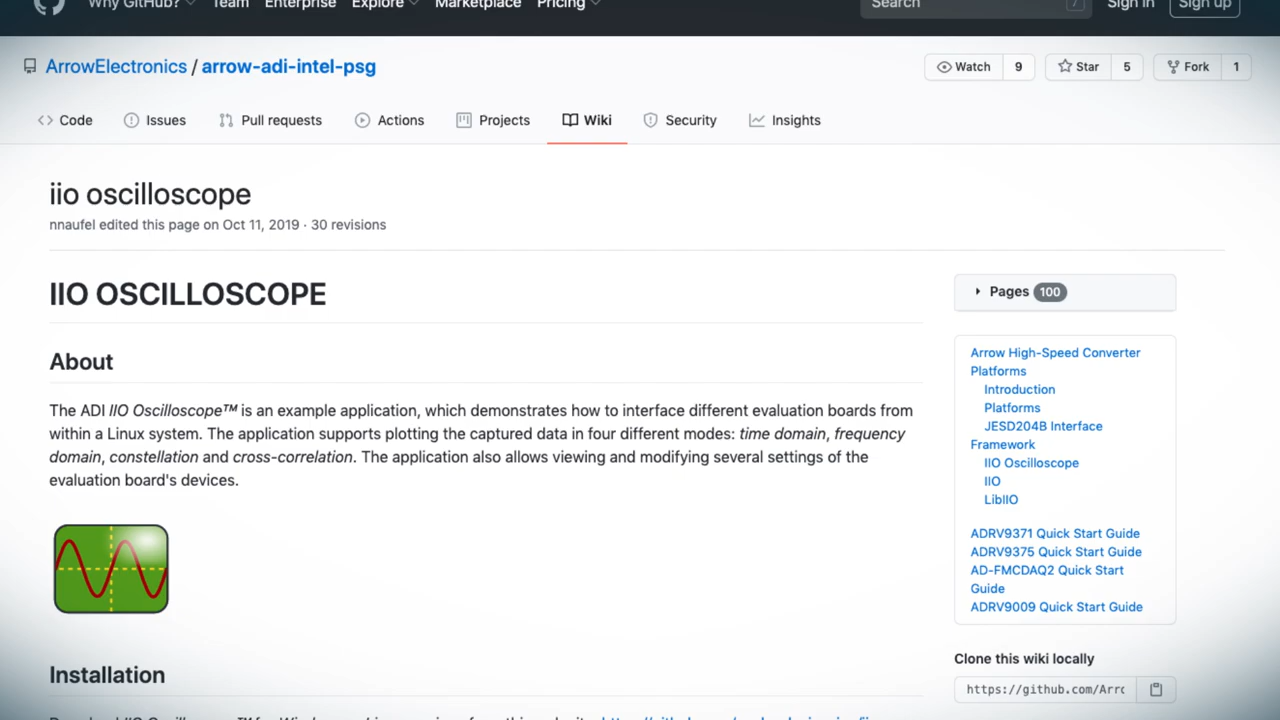 Why GitHub? Team Enterprise Explore Marketplace Pricing Search / Sign in Sign up
ArrowElectronics / arrow-adi-intel-psg Watch 9 Star 5 Fork 1
Code Issues Pull requests Actions Projects Wiki Security Insights
iio oscilloscope
nnaufel edited this page on Oct 11, 2019 · 30 revisions
IIO OSCILLOSCOPE
About
The ADI IIO Oscilloscope™ is an example application, which demonstrates how to interface different evaluation boards from
within a Linux system. The application supports plotting the captured data in four different modes: time domain, frequency
domain, constellation and cross-correlation. The application also allows viewing and modifying several settings of the
evaluation board's devices.
Installation
Pages 100
Arrow High-Speed Converter
Platforms
Introduction
Platforms
JESD204B Interface
Framework
IIO Oscilloscope
IIO
LibIIO
ADRV9371 Quick Start Guide
ADRV9375 Quick Start Guide
AD-FMCDAQ2 Quick Start
Guide
ADRV9009 Quick Start Guide
Clone this wiki locally
https://github.com/Arrc